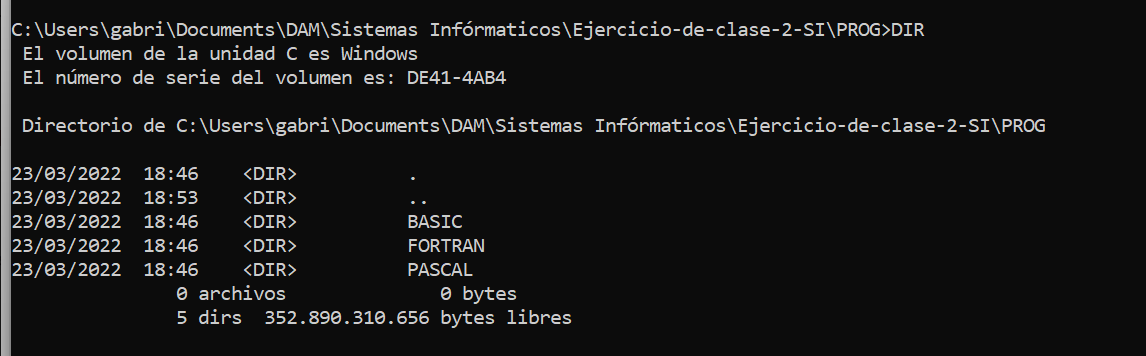 C:\Users\gabri\Documents\DAM\Sistemas Infórmaticos\Ejercicio-de-clase-2-SI\PROG>DIR
El volumen de la unidad C es Windows
El número de serie del volumen es: DE41-4AB4
Directorio de C:\Users\gabri\Documents\DAM\Sistemas Infórmaticos\Ejercicio-de-clase-2-SI\PROG
23/03/2022  18:46    <DIR>          .
23/03/2022  18:53    <DIR>          ..
23/03/2022  18:46    <DIR>          BASIC
23/03/2022  18:46    <DIR>          FORTRAN
23/03/2022  18:46    <DIR>          PASCAL
0 archivos              0 bytes
5 dirs  352.890.310.656 bytes libres